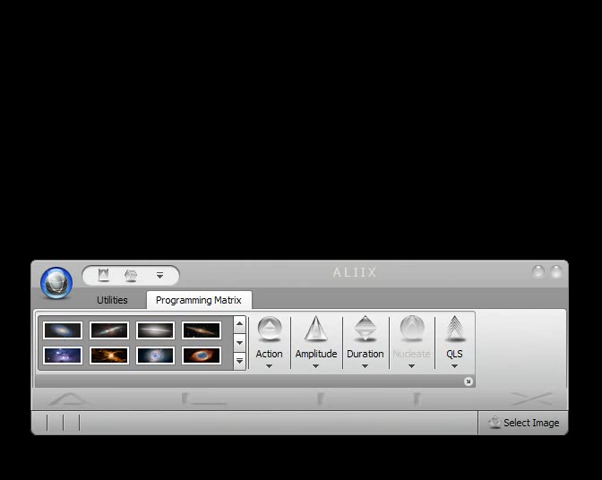 ALIIX
Utilities
Programming Matrix
Action
Amplitude
Duration
Nucleate
QLS
Select Image